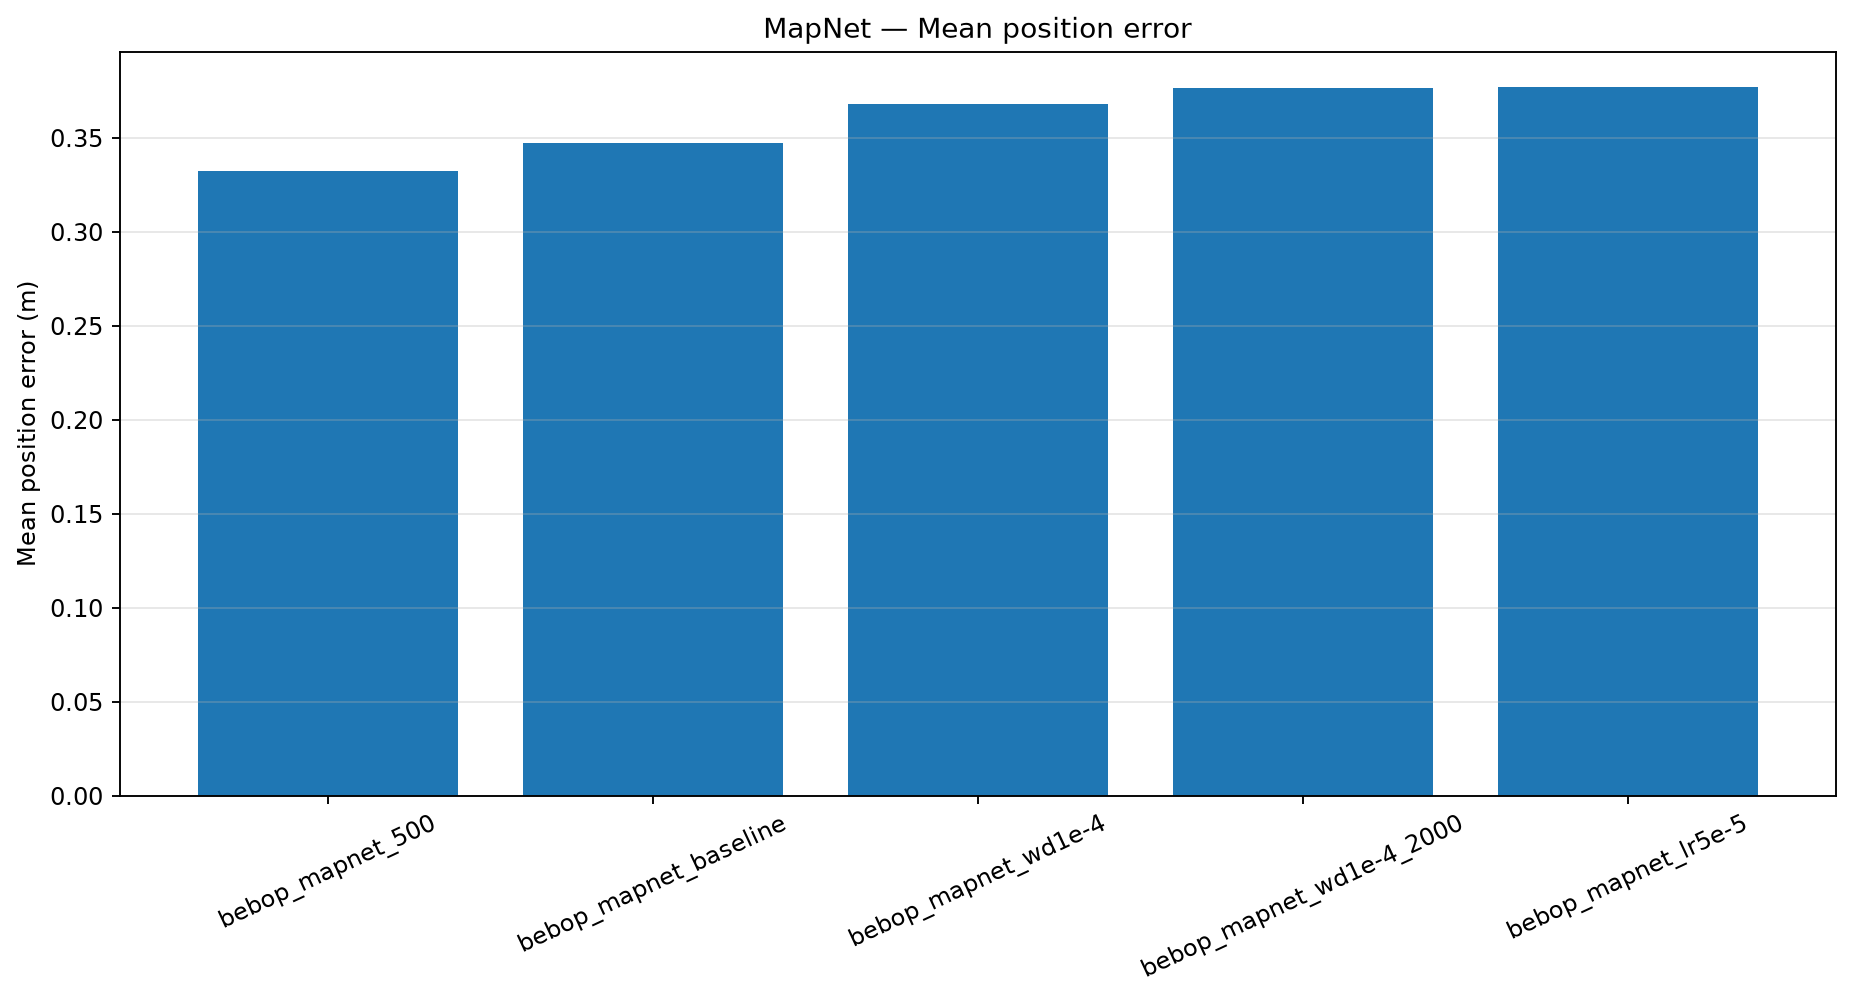 MapNet — Mean position error
Mean position error (m)
0.35
0.30
0.25
0.20
0.15
0.10
0.05
0.00
bebop_mapnet_500
bebop_mapnet_baseline
bebop_mapnet_wd1e-4
bebop_mapnet_wd1e-4_2000
bebop_mapnet_lr5e-5